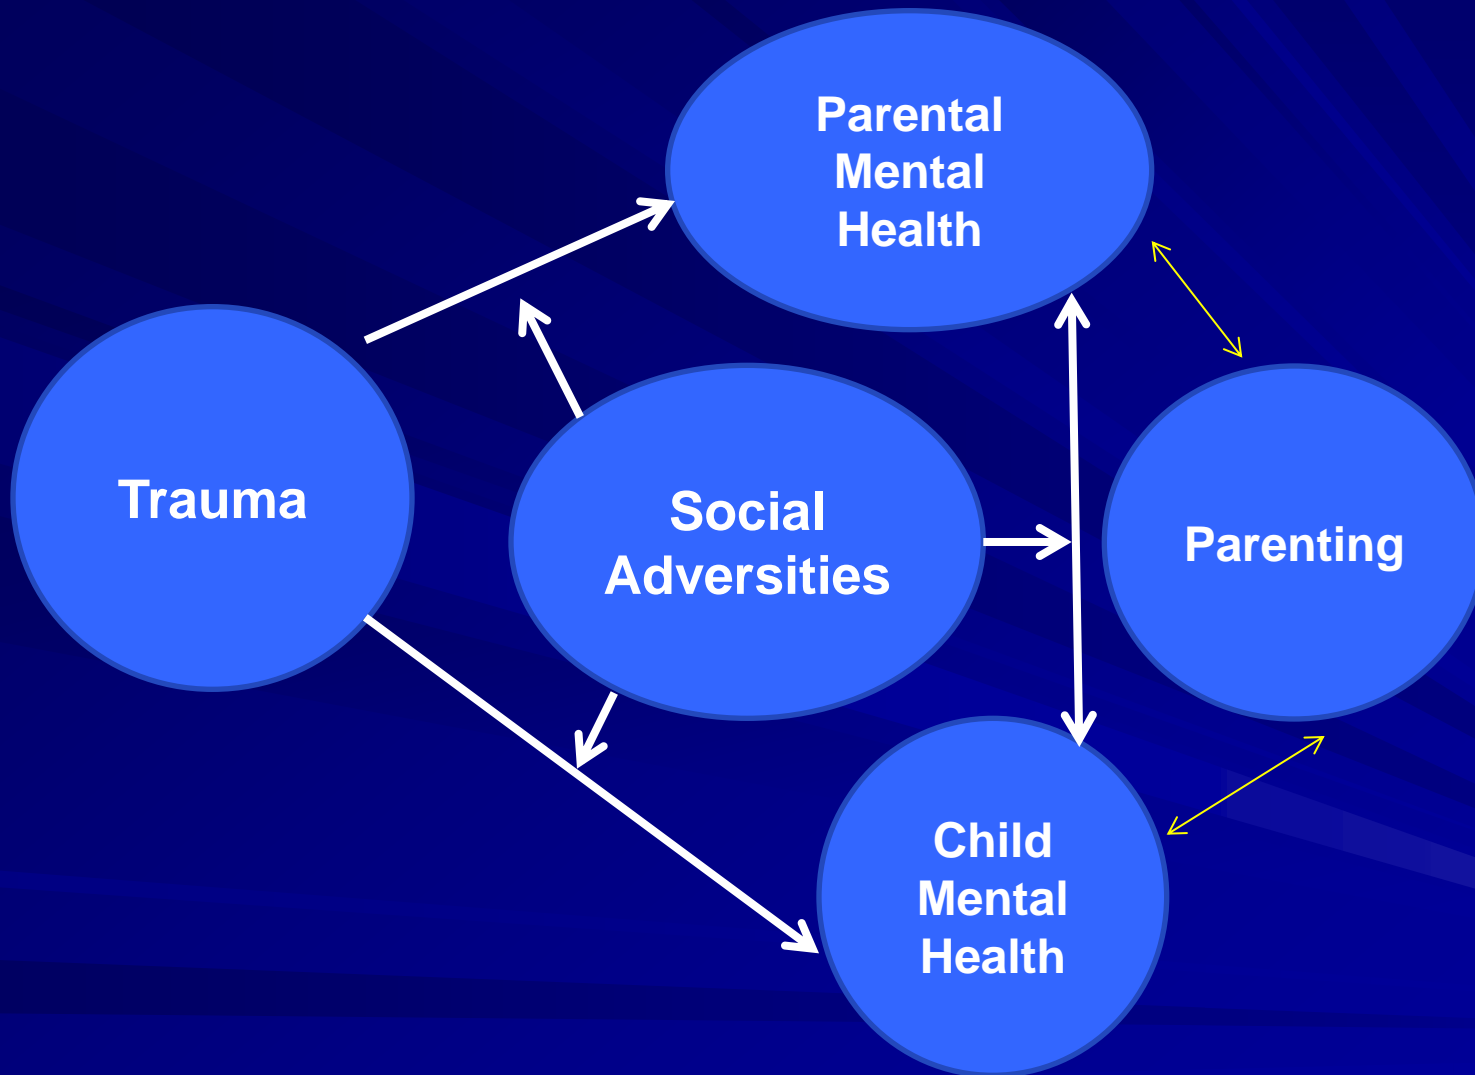 Parental
Mental
Health
Trauma
Social
Adversities
Parenting
Child
Mental
Health